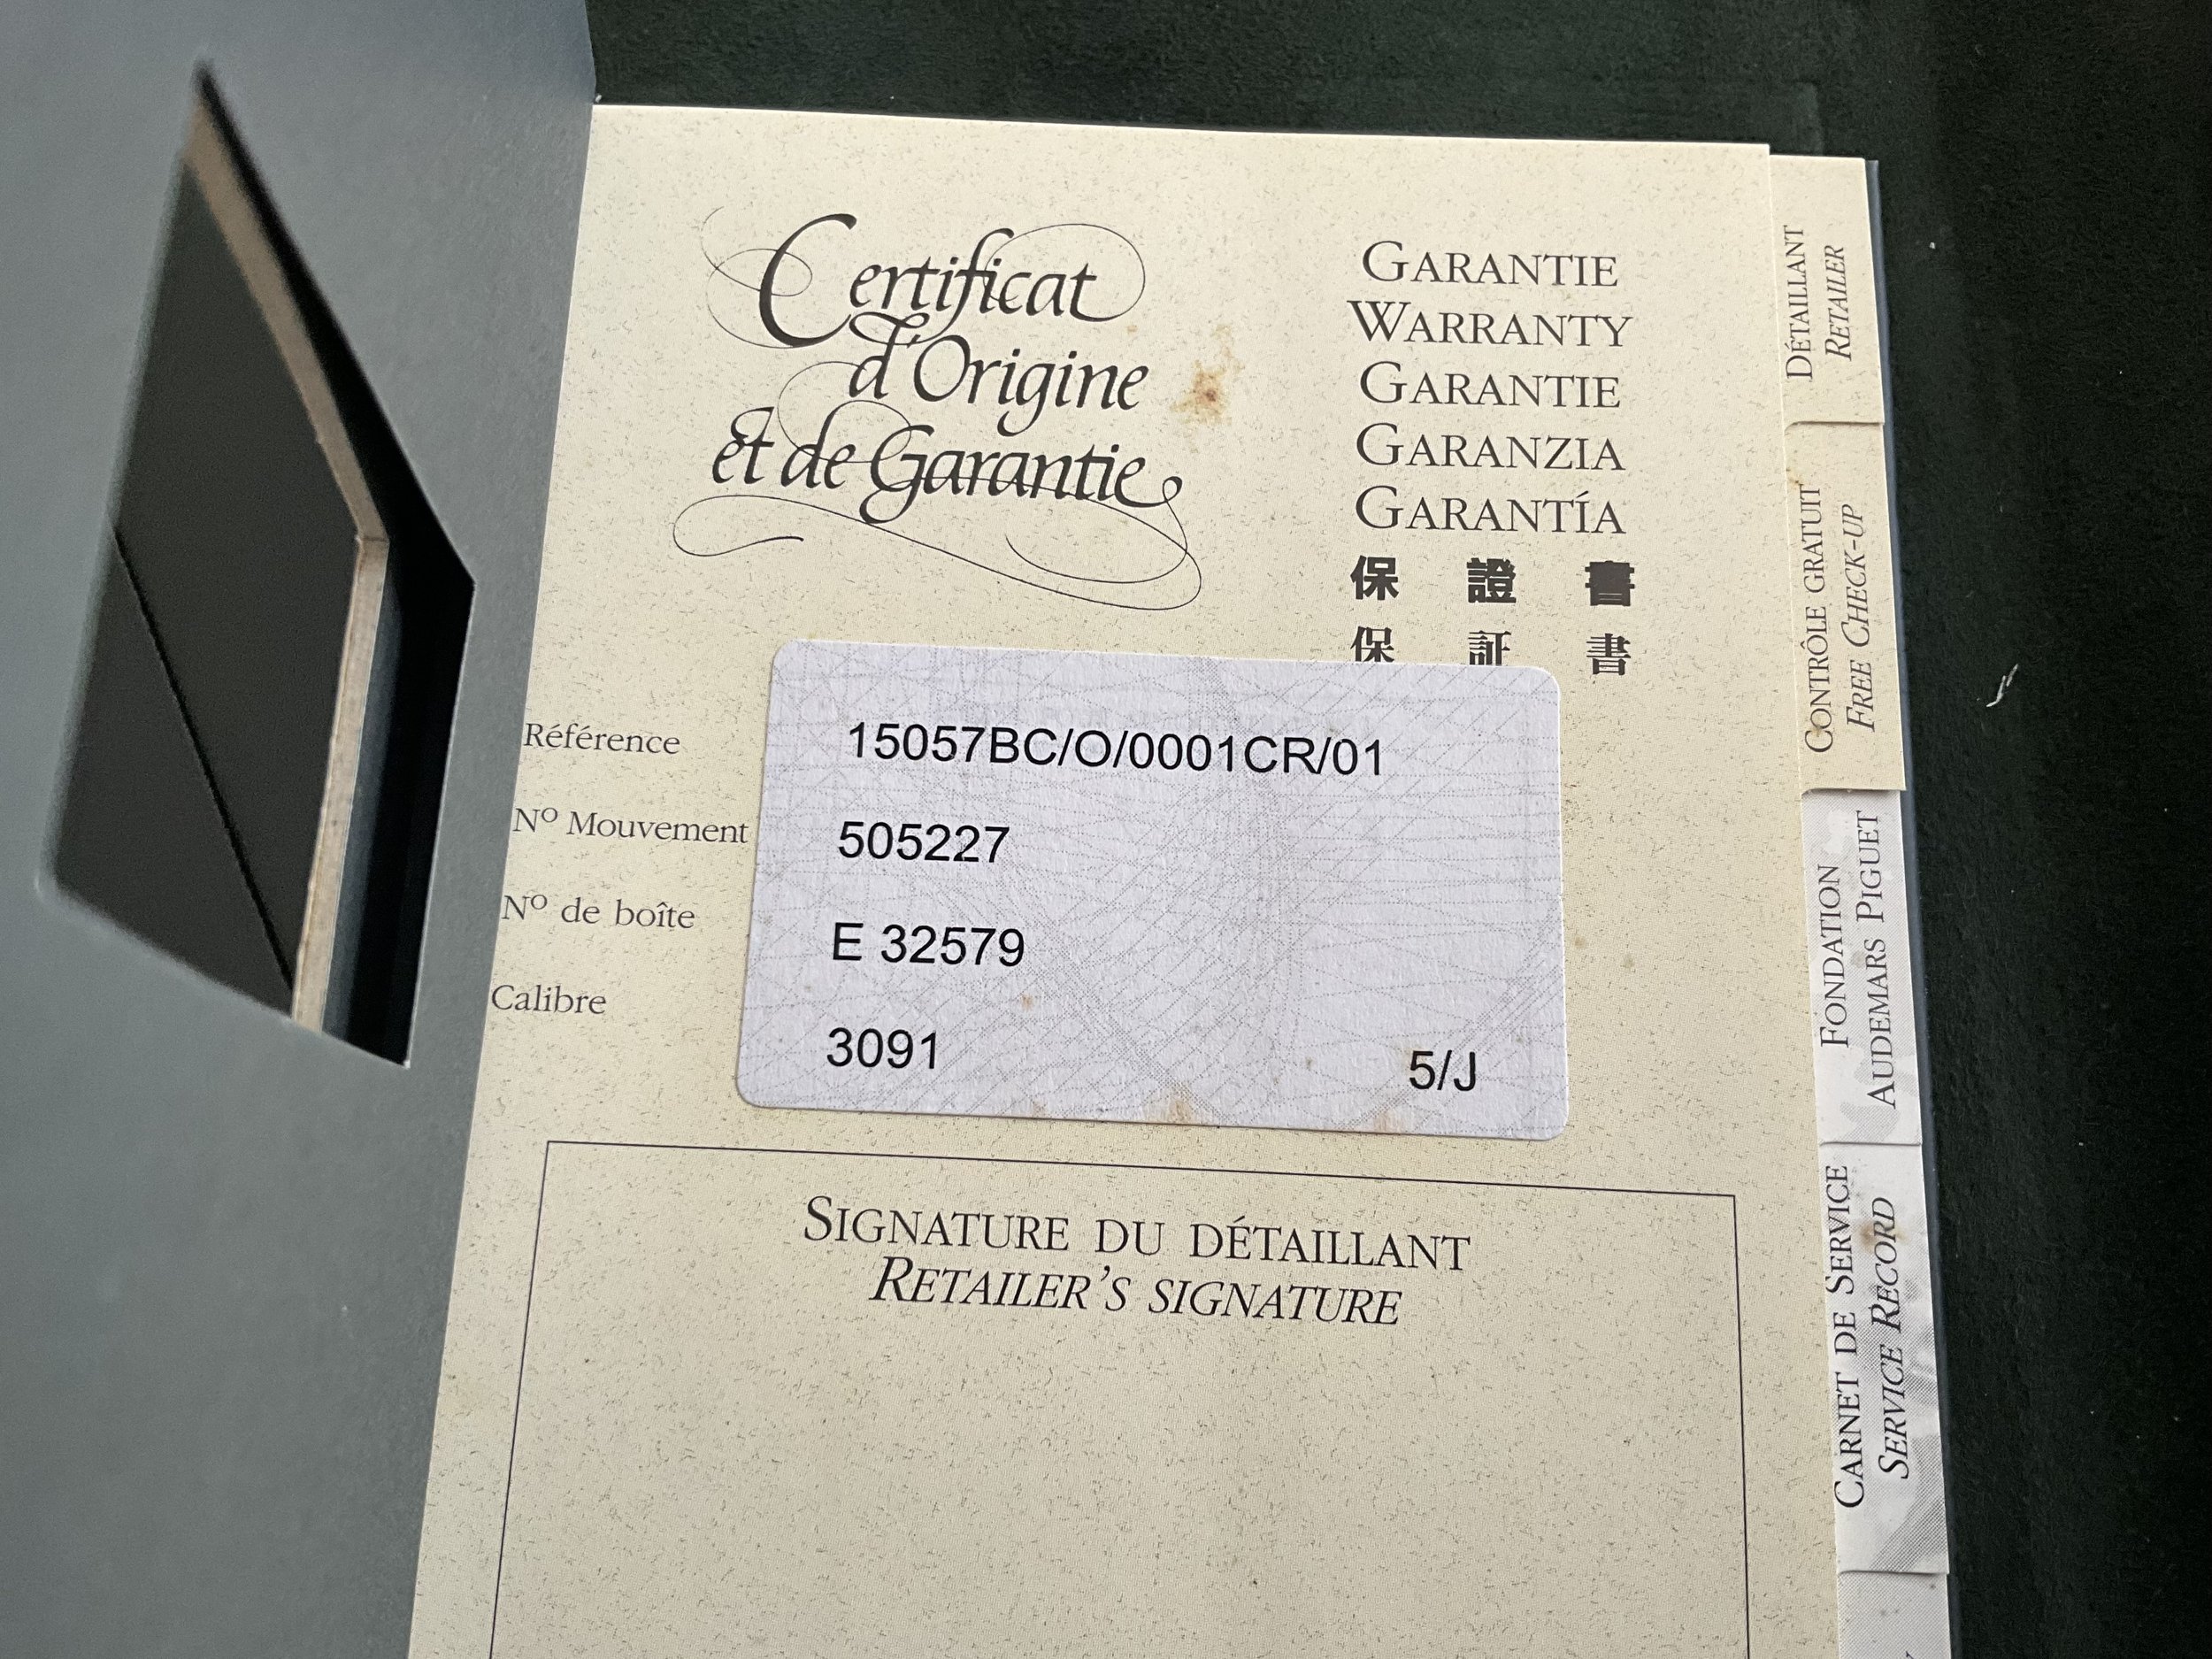 Certificat
d'Origine
et de Garantie
GARANTIE
WARRANTY
GARANTIE
GARANZIA
GARANTÍA
保 證 書
保 証 書
Référence
15057BC/O/0001CR/01
Nº Mouvement
505227
Nº de boîte
E 32579
Calibre
3091 5/J
SIGNATURE DU DÉTAILLANT
RETAILER'S SIGNATURE
DÉTAILLANT
RETAILER
CONTRÔLE GRATUIT
FREE CHECK-UP
FONDATION
AUDEMARS PIGUET
CARNET DE SERVICE
SERVICE RECORD